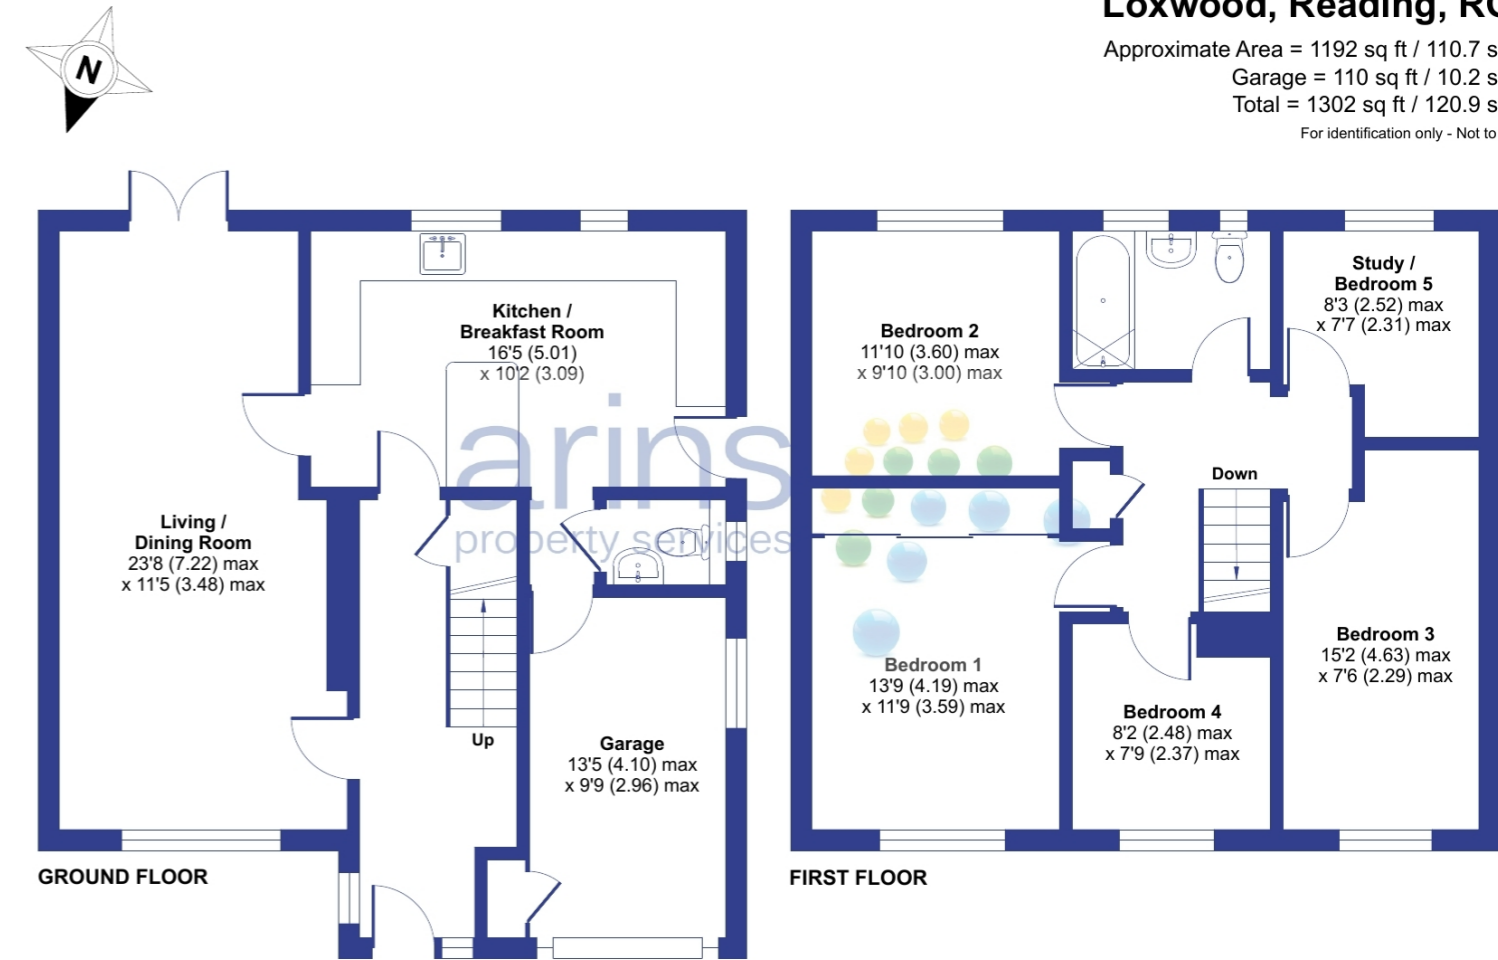 N
Loxwood, Reading,
Approximate Area = 1192 sq ft / 110.7
Garage = 110 sq ft / 10.2
Total = 1302 sq ft / 120.9
For identification only - Not to
Kitchen /
Breakfast Room
16'5 (5.01)
x 10'2 (3.09)
Living /
Dining Room
23'8 (7.22) max
x 11'5 (3.48) max
Up
Garage
13'5 (4.10) max
x 9'9 (2.96) max
GROUND FLOOR
arins
property services
Bedroom 2
11'10 (3.60) max
x 9'10 (3.00) max
Study /
Bedroom 5
8'3 (2.52) max
x 7'7 (2.31) max
Down
Bedroom 1
13'9 (4.19) max
x 11'9 (3.59) max
Bedroom 4
8'2 (2.48) max
x 7'9 (2.37) max
Bedroom 3
15'2 (4.63) max
x 7'6 (2.29) max
FIRST FLOOR